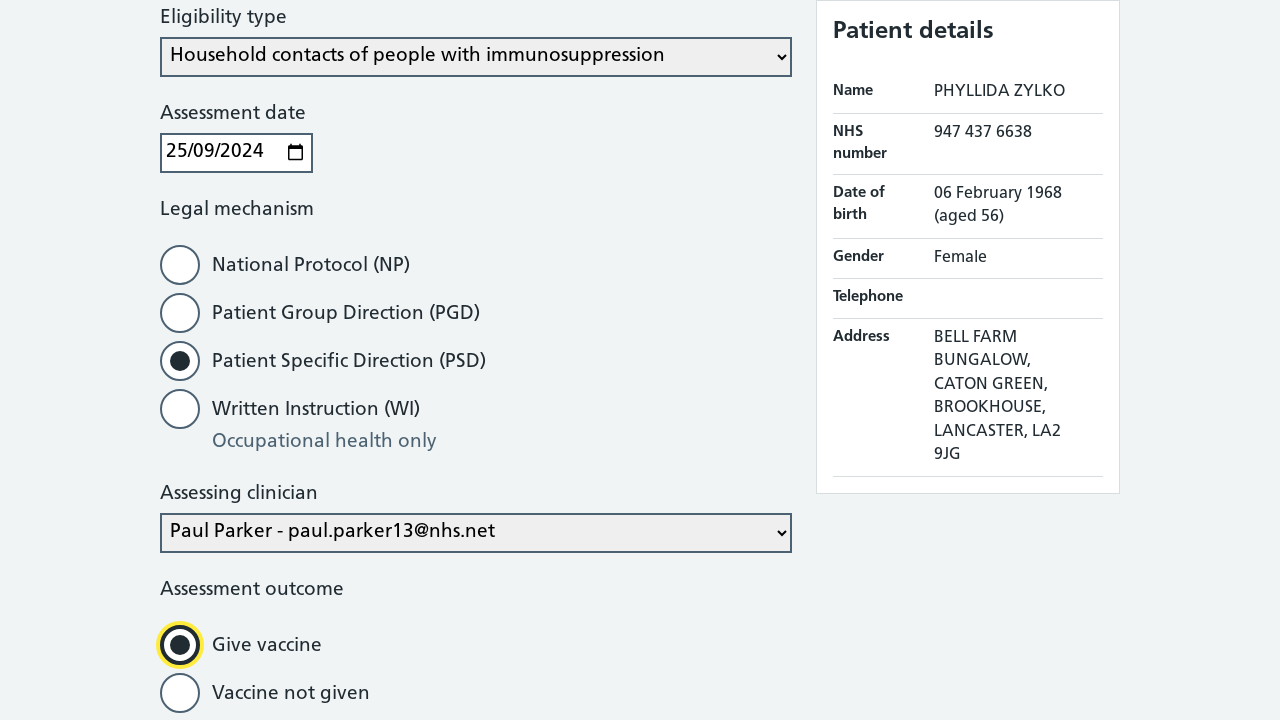 Eligibility type
Household contacts of people with immunosuppression
Assessment date
25/09/2024
Legal mechanism
National Protocol (NP)
Patient Group Direction (PGD)
Patient Specific Direction (PSD)
Written Instruction (WI)
Occupational health only
Assessing clinician
Paul Parker - paul.parker13@nhs.net
Assessment outcome
Give vaccine
Vaccine not given
Patient details
Name PHYLLIDA ZYLKO
NHS number 947 437 6638
Date of birth 06 February 1968
(aged 56)
Gender Female
Telephone
Address BELL FARM
BUNGALOW,
CATON GREEN,
BROOKHOUSE,
LANCASTER, LA2
9JG